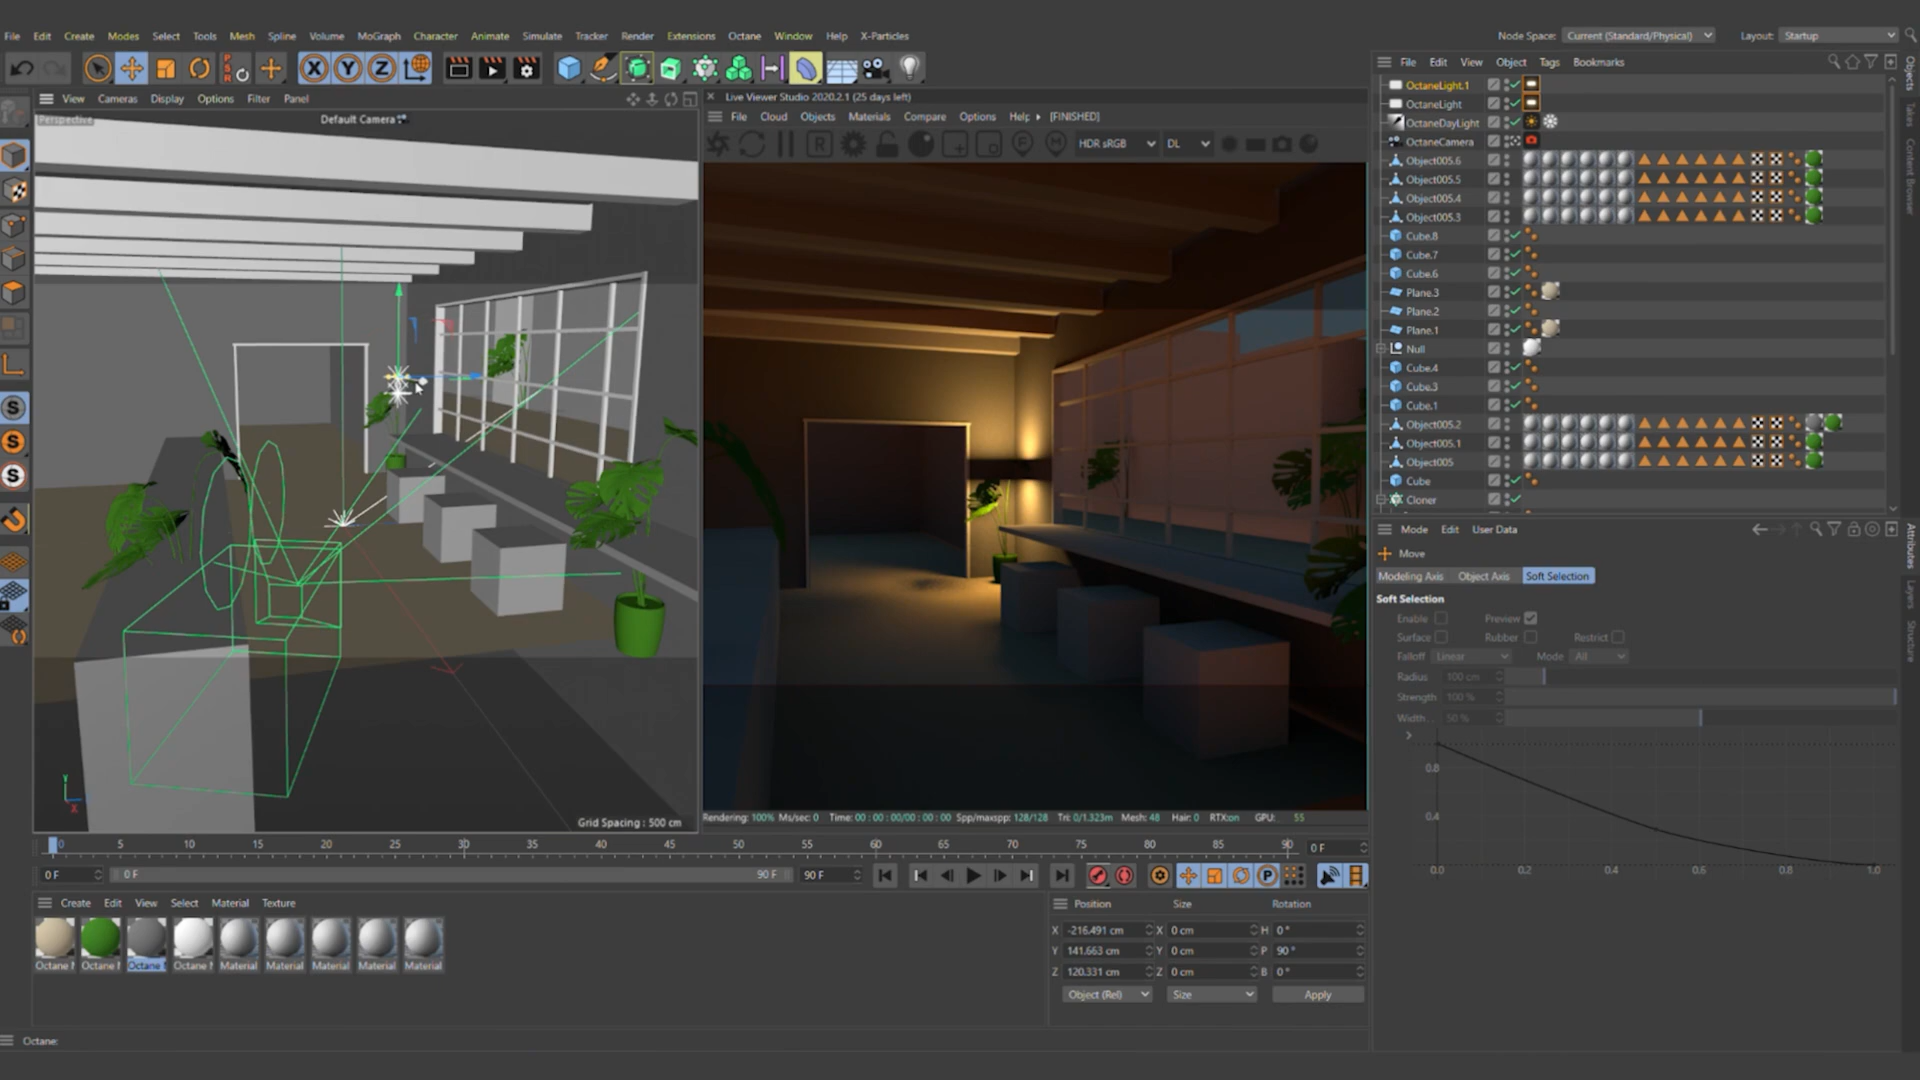 File Edit Create Modes Select Tools Mesh Spline Volume MoGraph Character Animate Simulate Tracker Render Extensions Octane Window Help X-Particles
Node Space: Current (Standard/Physical) Layout: Startup
View Cameras Display Options Filter Panel
Perspective
Default Camera
Grid Spacing : 500 cm
Live Viewer Studio 2020.2.1 (25 days left)
File Cloud Objects Materials Compare Options Help [FINISHED]
HDR sRGB DL
Rendering: 100% Ms/sec: 0 Time: 00 : 00 : 00/00 : 00 : 00 Spp/maxspp: 128/128 Tri: 0/1.323m Mesh: 48 Hair: 0 RTX:on GPU: 55
File Edit View Object Tags Bookmarks
OctaneLight.1
OctaneLight
OctaneDayLight
OctaneCamera
Object005.6
Object005.5
Object005.4
Object005.3
Cube.8
Cube.7
Cube.6
Plane.3
Plane.2
Plane.1
Null
Cube.4
Cube.3
Cube.1
Object005.2
Object005.1
Object005
Cube
Cloner
Objects
Takes
Content Browser
Mode Edit User Data
Move
Modeling Axis Object Axis Soft Selection
Soft Selection
Enable Preview
Surface Rubber Restrict
Falloff Linear Mode All
Radius 100 cm
Strength 100 %
Width . . 50 %
0.8
0.4
0.0 0.2 0.4 0.6 0.8 1.0
Attributes
Layers
Structure
0 5 10 15 20 25 30 35 40 45 50 55 60 65 70 75 80 85 90 0 F
0 F 0 F 90 F 90 F
Create Edit View Select Material Texture
Octane Octane Octane Octane Material Material Material Material Material
Position Size Rotation
X -216.491 cm X 0 cm H 0 °
Y 141.663 cm Y 0 cm P 90 °
Z 120.331 cm Z 0 cm B 0 °
Object (Rel) Size Apply
Octane: